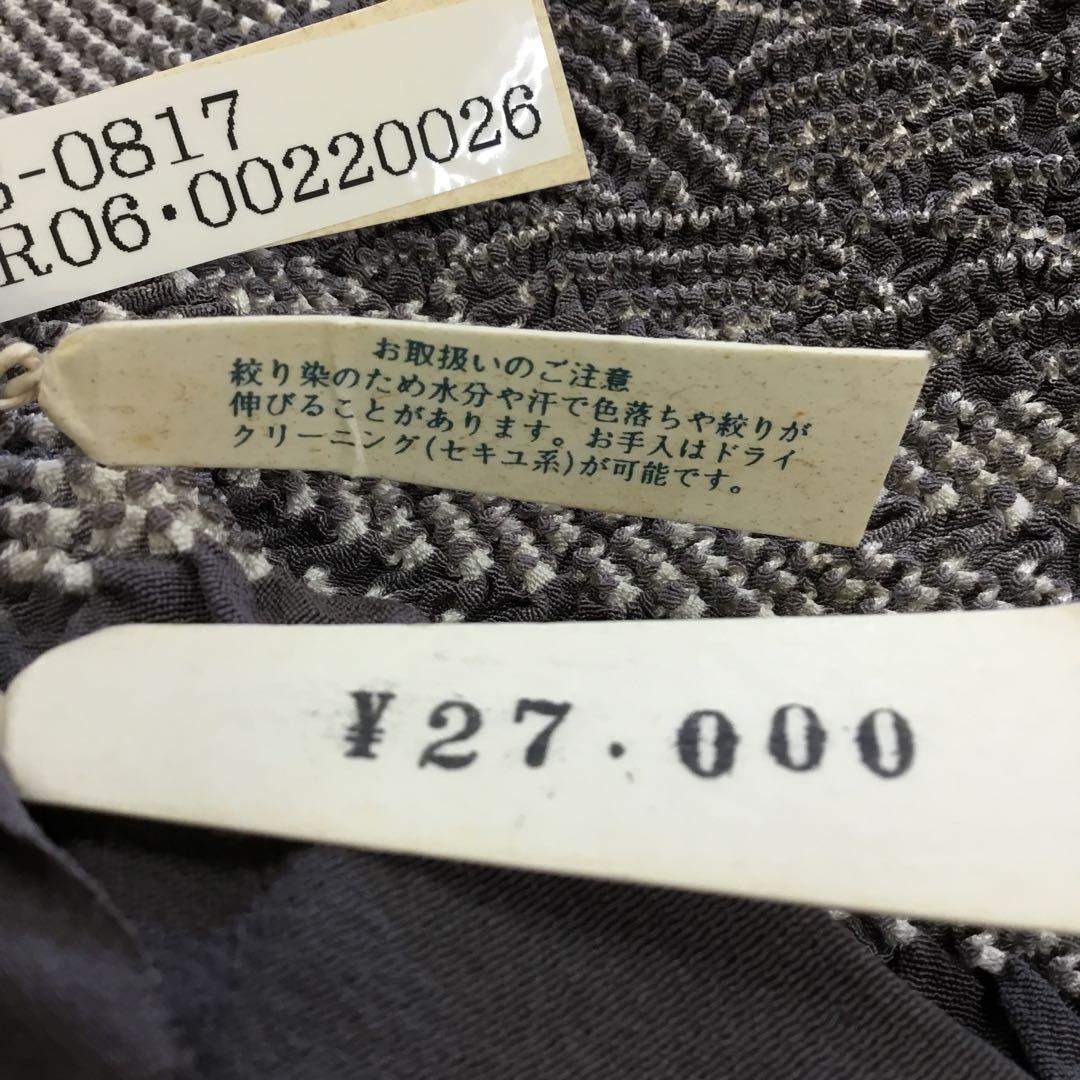 -0817
R06·00220026
お取扱いのご注意
絞り染のため水分や汗で色落ちや絞りが
伸びることがあります。お手入はドライ
クリーニング(セキユ系)が可能です。
¥27.000